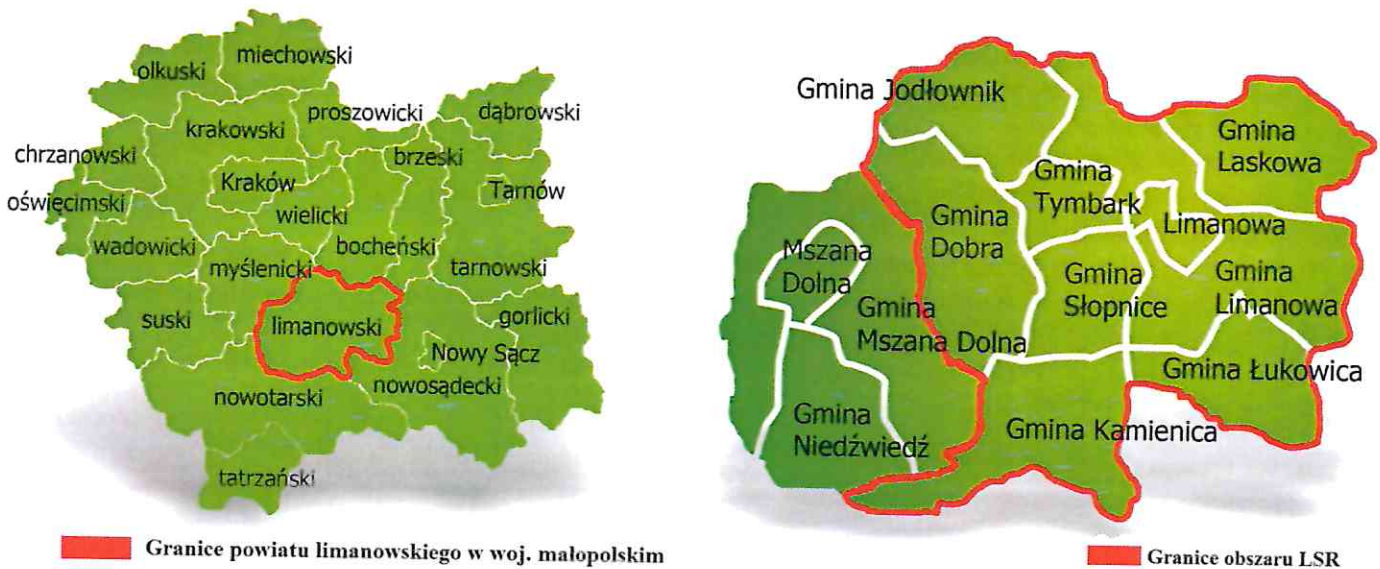 miechowski
olkuski
proszowicki
dąbrowski
krakowski
chrzanowski
brzeski
Kraków
Tarnów
oświęcimski
wielicki
wadowicki
bocheński
myślenicki
tarnowski
suski
limanowski
gorlicki
Nowy Sącz
nowosądecki
nowotarski
tatrzański
Granice powiatu limanowskiego w woj. małopolskim
Gmina Jodłownik
Gmina
Laskowa
Gmina
Tymbark
Limanowa
Gmina
Dobra
Mszana
Dolna
Gmina
Słopnice
Gmina
Limanowa
Gmina
Mszana Dolna
Gmina Łukowica
Gmina
Niedźwiedź
Gmina Kamienica
Granice obszaru LSR